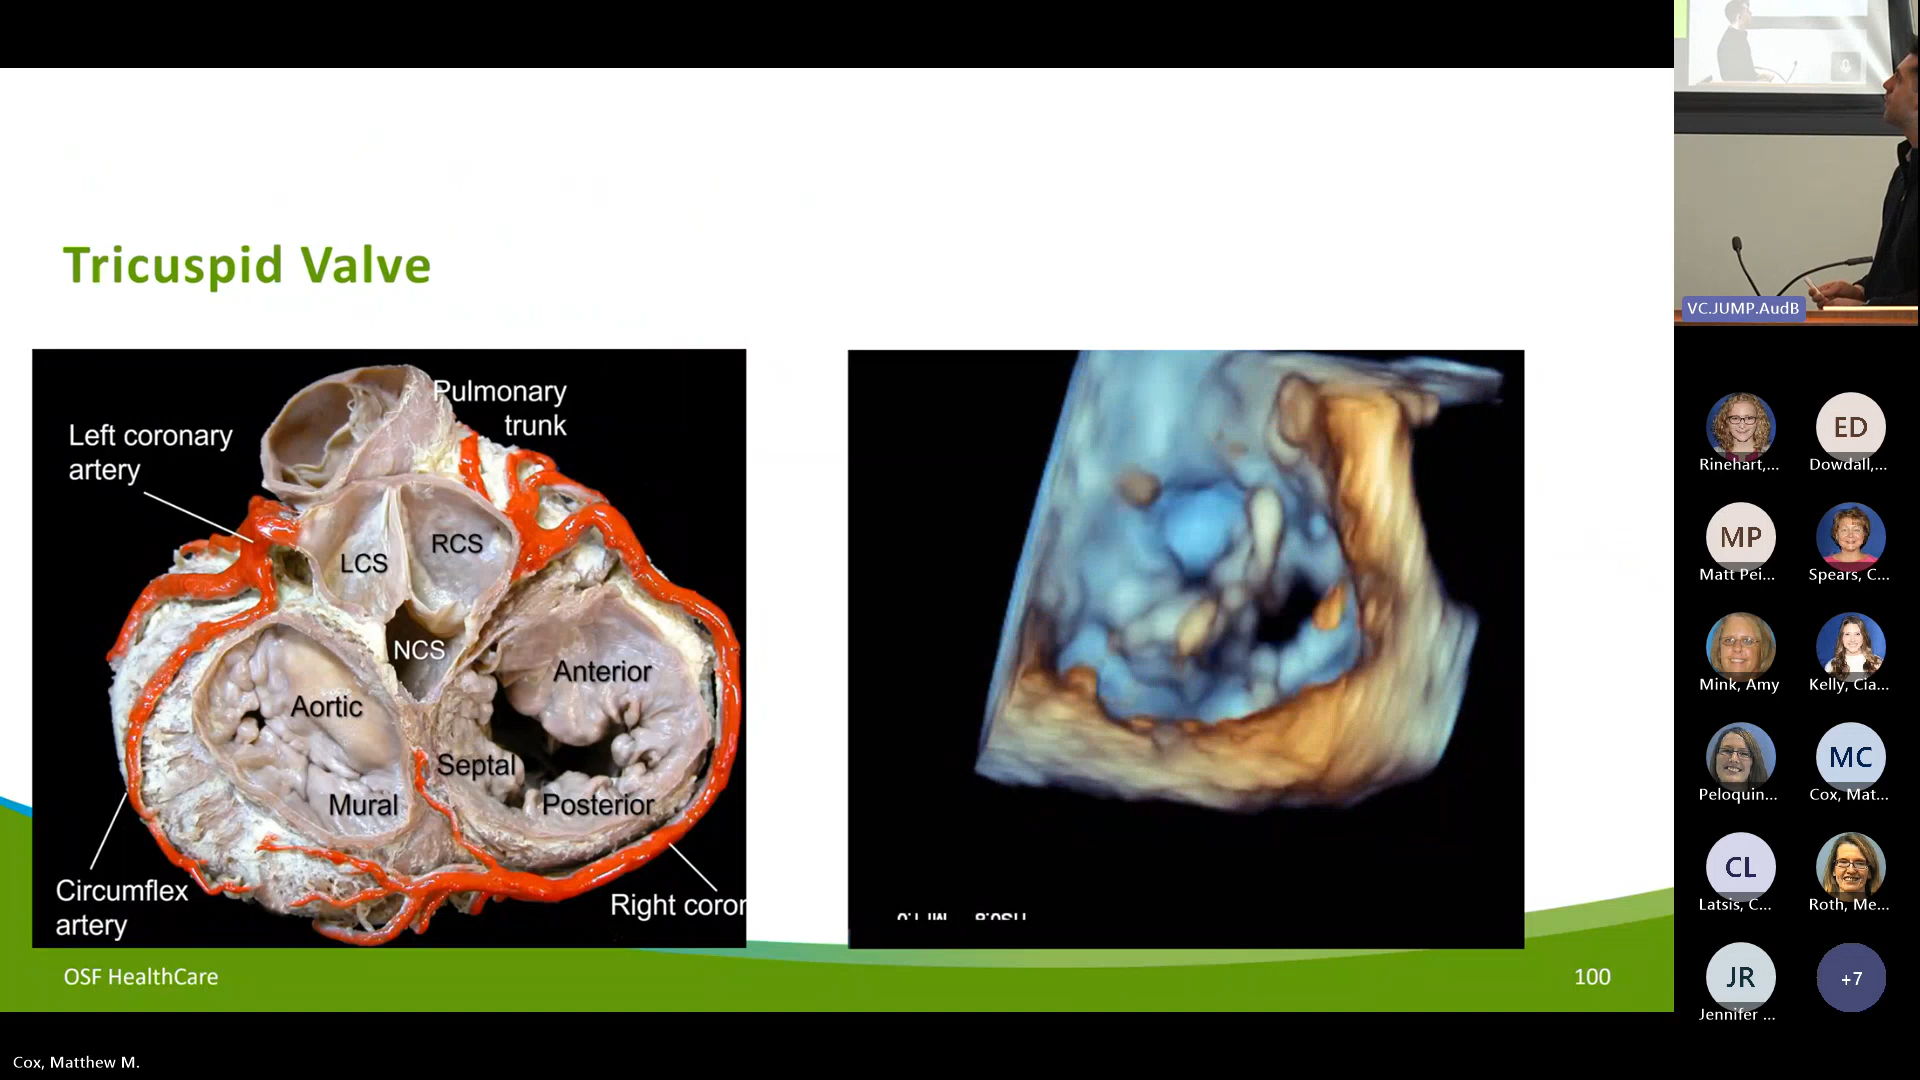 Tricuspid Valve
Pulmonary
trunk
Left coronary
artery
RCS
LCS
NCS
Anterior
Aortic
Septal
Mural
Posterior
Circumflex
artery
Right coror
OSF HealthCare
100
Cox, Matthew M.
VC.JUMP.AudB
Rinehart,...
ED
Dowdall,...
MP
Matt Pei...
Spears, C...
Mink, Amy
Kelly, Cia...
Peloquin...
MC
Cox, Mat...
CL
Latsis, C...
Roth, Me...
JR
Jennifer ...
+7